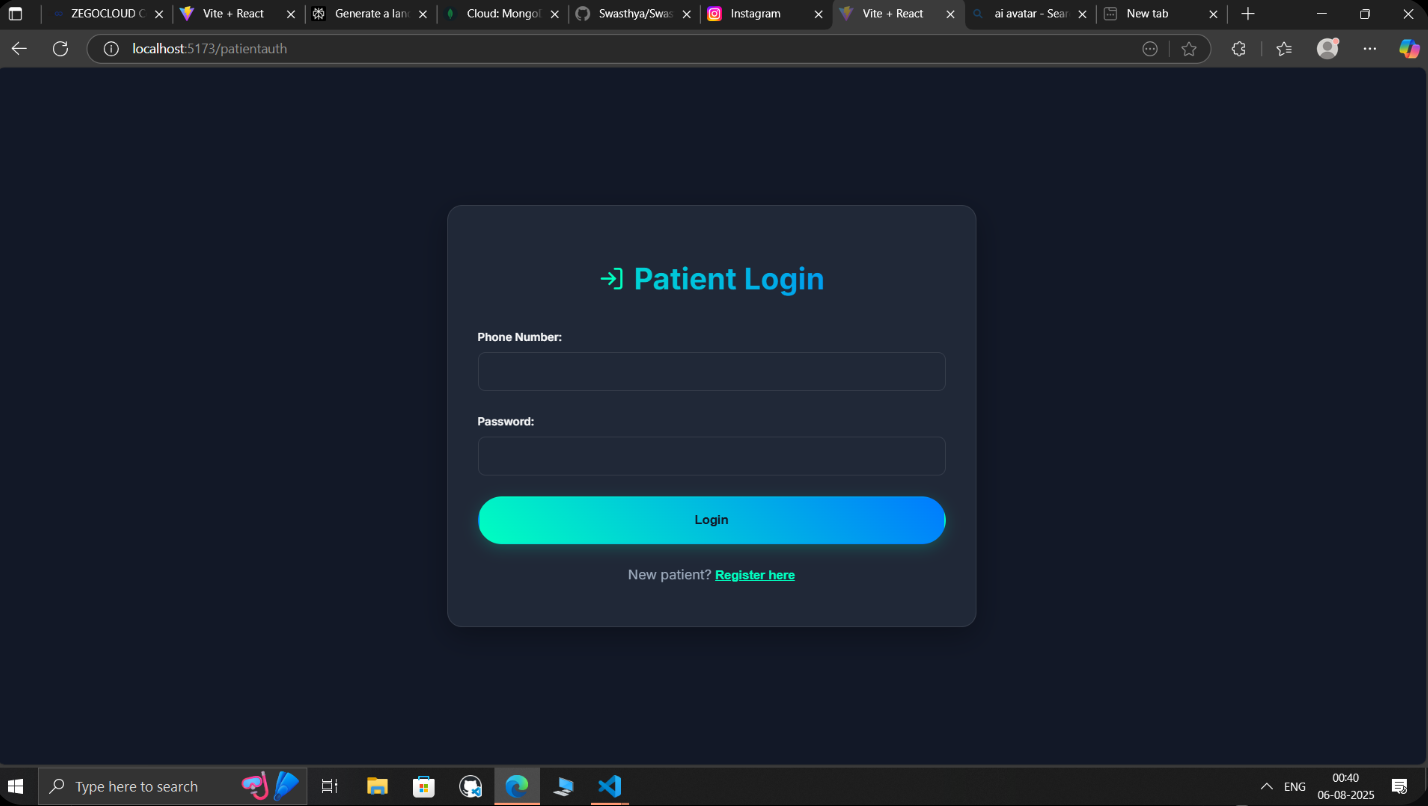 ZEGOCLOUD C
Vite + React
Generate a lan
Cloud: Mongo
Swasthya/Swas
Instagram
Vite + React
ai avatar - Sear
New tab
localhost:5173/patientauth
Patient Login
Phone Number:
Password:
Login
New patient? Register here
Type here to search
ENG
00:40
06-08-2025